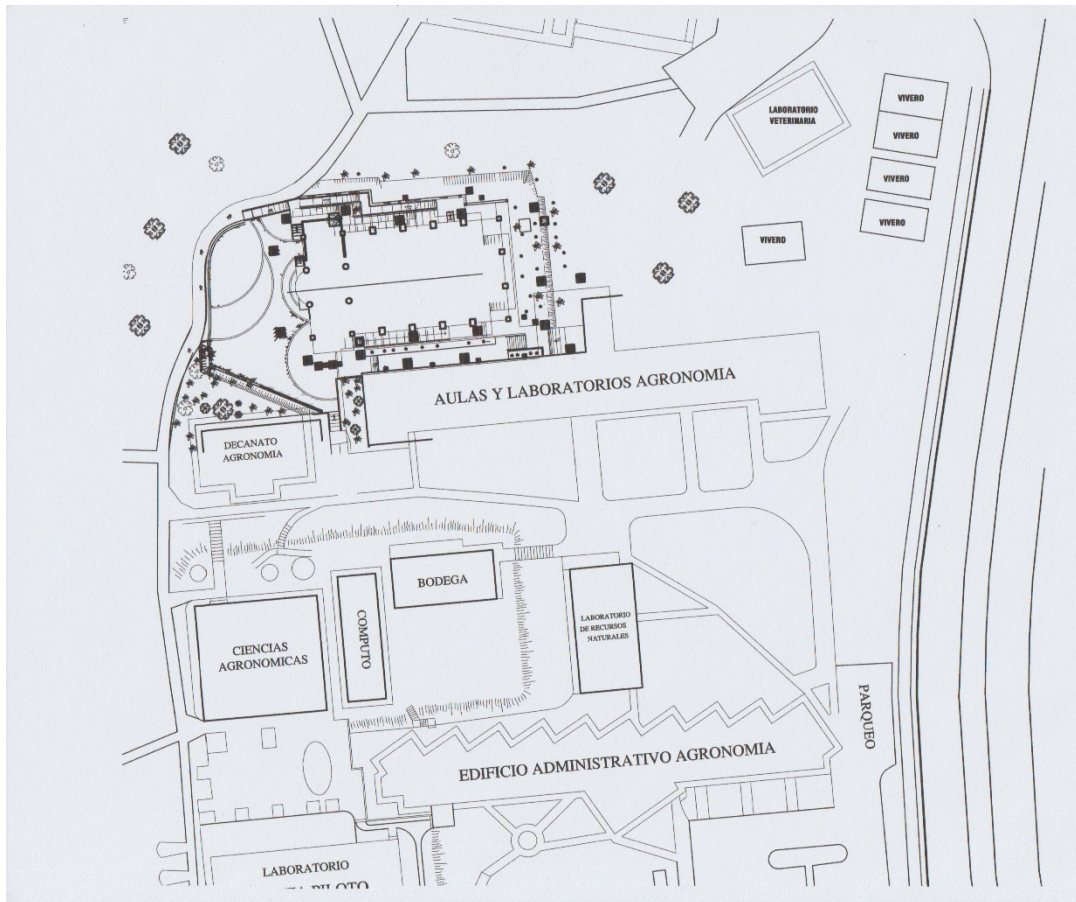 LABORATORIO
VETERINARIA
VIVERO
VIVERO
VIVERO
VIVERO
VIVERO
AULAS Y LABORATORIOS AGRONOMIA
DECANATO
AGRONOMIA
BODEGA
COMPUTO
CIENCIAS
AGRONOMICAS
LABORATORIO
DE RECURSOS
NATURALES
PARQUEO
EDIFICIO ADMINISTRATIVO AGRONOMIA
LABORATORIO
PILOTO